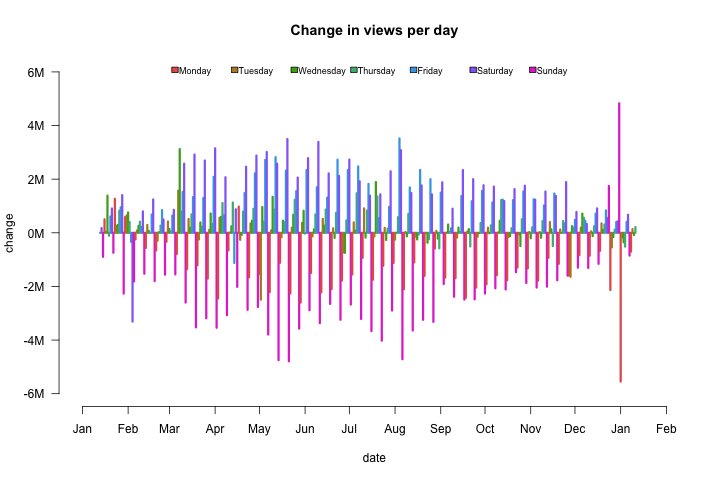 Change in views per day
Monday Tuesday Wednesday Thursday Friday Saturday Sunday
6M
4M
2M
0M
-2M
-4M
-6M
change
Jan Feb Mar Apr May Jun Jul Aug Sep Oct Nov Dec Jan Feb
date